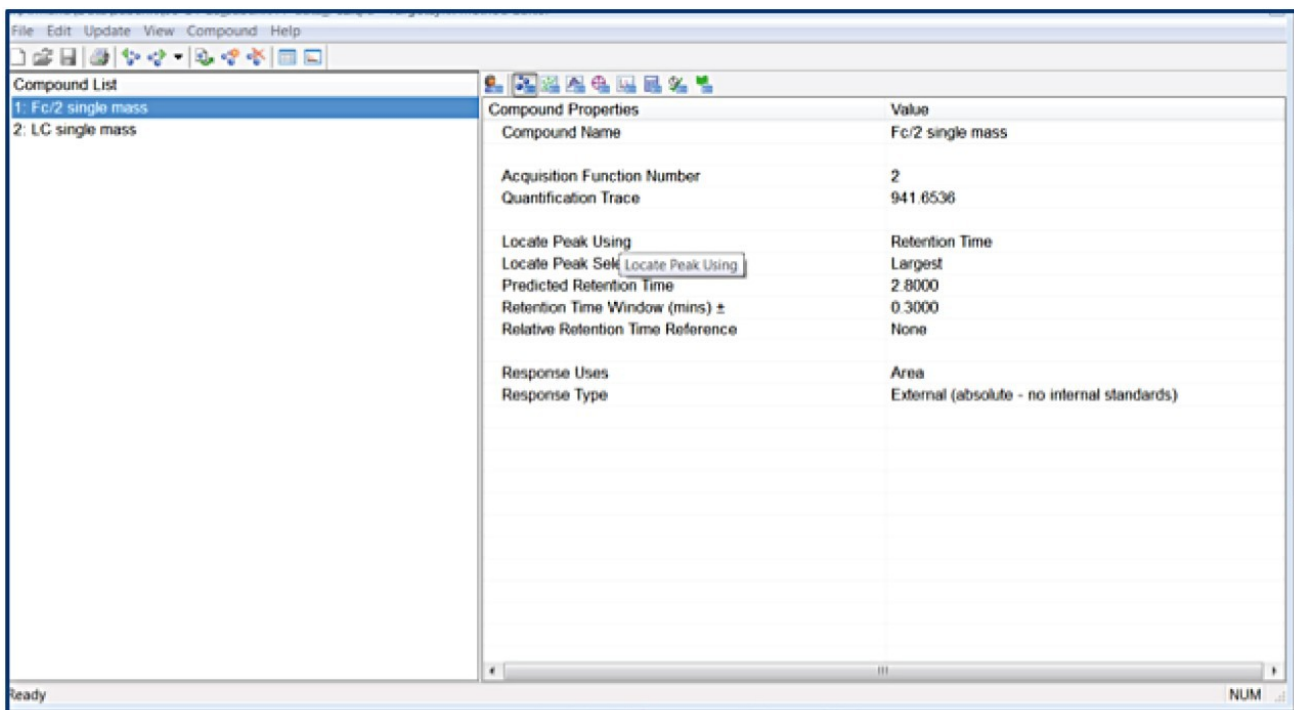 File Edit Update View Compound Help
Compound List
1: Fc/2 single mass
2: LC single mass
Compound Properties Value
Compound Name Fc/2 single mass
Acquisition Function Number 2
Quantification Trace 941.6536
Locate Peak Using Retention Time
Locate Peak Sele Locate Peak Using Largest
Predicted Retention Time 2.8000
Retention Time Window (mins) ± 0.3000
Relative Retention Time Reference None
Response Uses Area
Response Type External (absolute - no internal standards)
Ready NUM